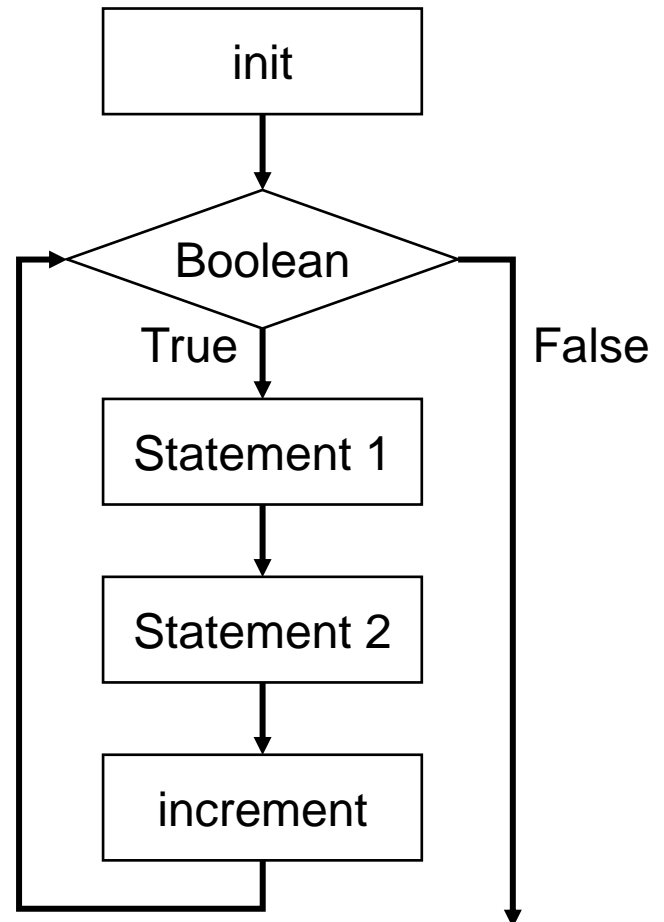 init
Boolean
True
False
Statement 1
Statement 2
increment